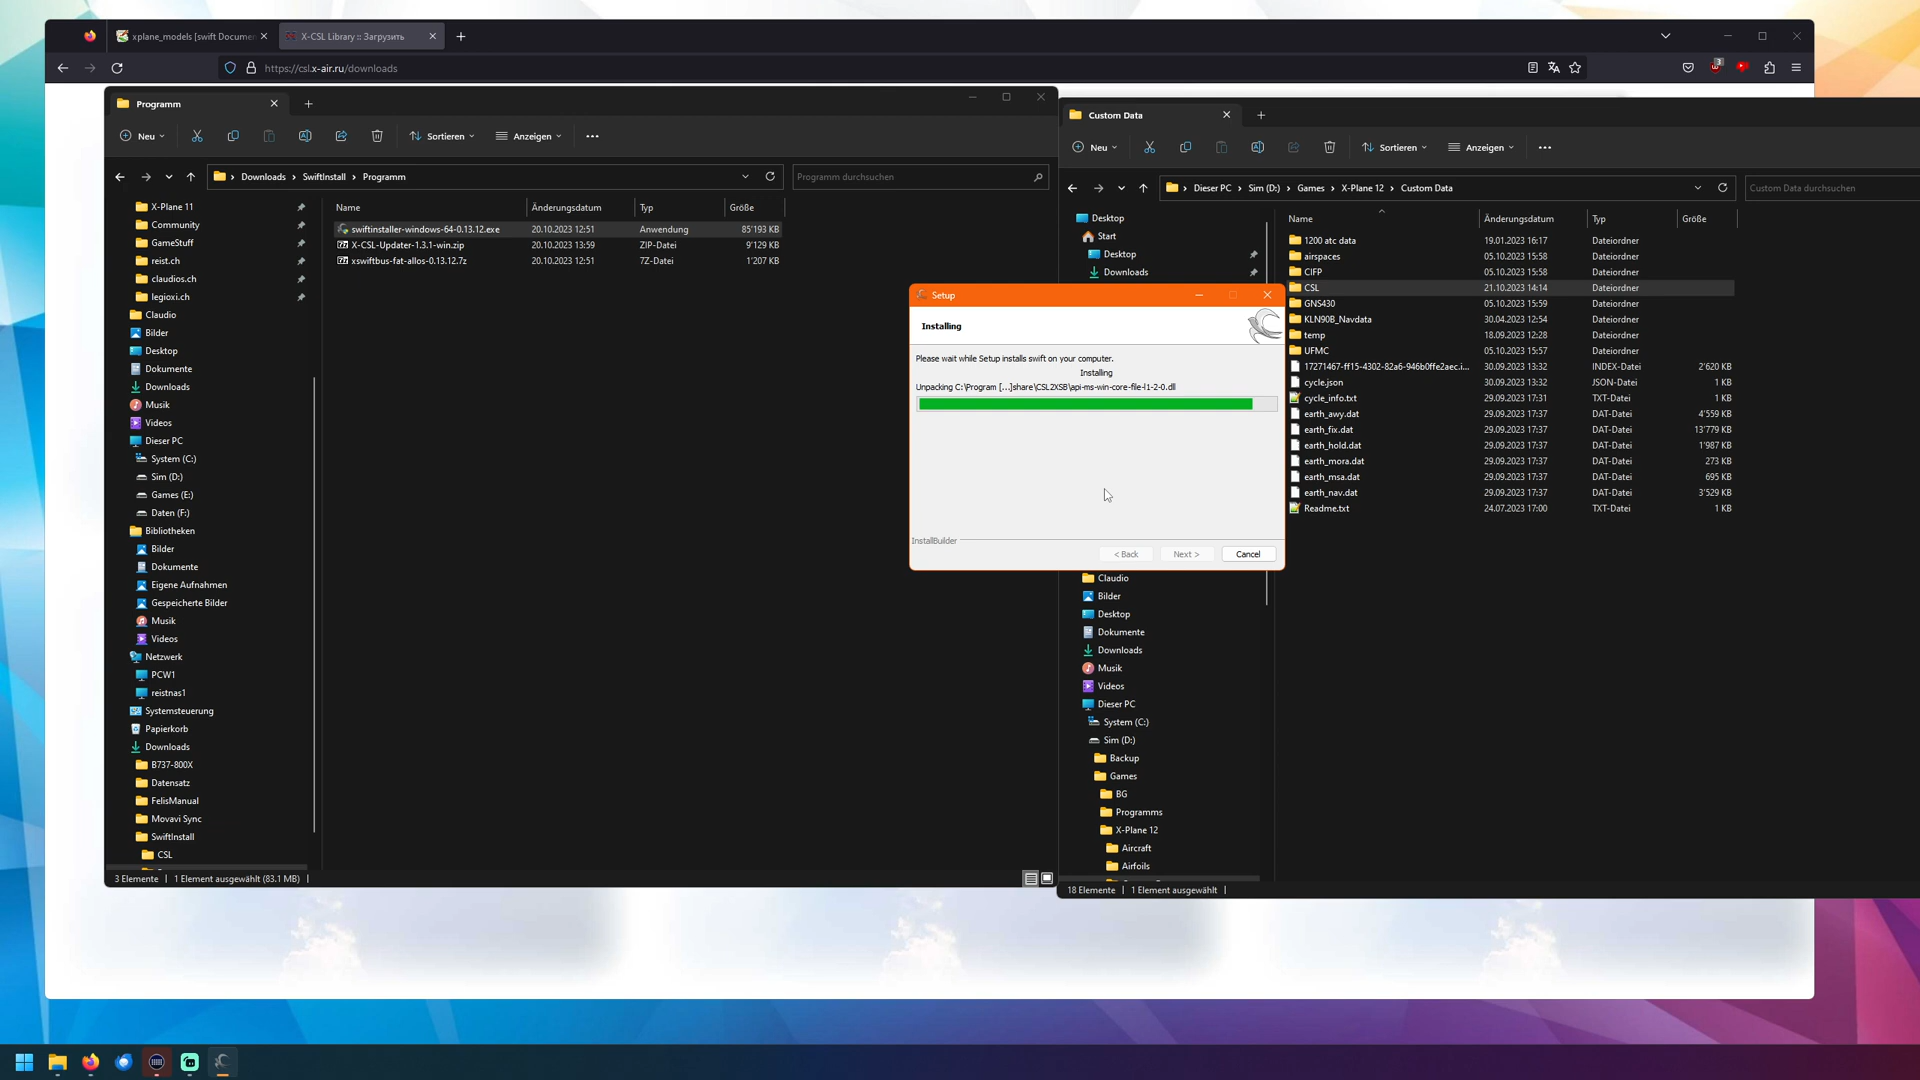 xplane_models [swift Documen
X-CSL Library :: Загрузить
https://csl.x-air.ru/downloads
3
Programm
Neu
Sortieren
Anzeigen
Downloads
SwiftInstall
Programm
Programm durchsuchen
X-Plane 11
Community
GameStuff
reist.ch
claudios.ch
legioxi.ch
Claudio
Bilder
Desktop
Dokumente
Downloads
Musik
Videos
Dieser PC
System (C:)
Sim (D:)
Games (E:)
Daten (F:)
Bibliotheken
Bilder
Dokumente
Eigene Aufnahmen
Gespeicherte Bilder
Musik
Videos
Netzwerk
PCW1
reistnas1
Systemsteuerung
Papierkorb
Downloads
B737-800X
Datensatz
FelisManual
Movavi Sync
SwiftInstall
CSL
Name Änderungsdatum Typ Größe
swiftinstaller-windows-64-0.13.12.exe 20.10.2023 12:51 Anwendung 85'193 KB
X-CSL-Updater-1.3.1-win.zip 20.10.2023 13:59 ZIP-Datei 9'129 KB
xswiftbus-fat-allos-0.13.12.7z 20.10.2023 12:51 7Z-Datei 1'207 KB
3 Elemente
1 Element ausgewählt (83.1 MB)
Setup
Installing
Please wait while Setup installs swift on your computer.
Installing
Unpacking C:\Program [...]share\CSL2XSB\api-ms-win-core-file-l1-2-0.dll
InstallBuilder
< Back
Next >
Cancel
Custom Data
Neu
Sortieren
Anzeigen
Dieser PC
Sim (D:)
Games
X-Plane 12
Custom Data
Custom Data durchsuchen
Desktop
Start
Desktop
Downloads
Claudio
Bilder
Desktop
Dokumente
Downloads
Musik
Videos
Dieser PC
System (C:)
Sim (D:)
Backup
Games
BG
Programms
X-Plane 12
Aircraft
Airfoils
Name Änderungsdatum Typ Größe
1200 atc data 19.01.2023 16:17 Dateiordner
airspaces 05.10.2023 15:58 Dateiordner
CIFP 05.10.2023 15:58 Dateiordner
CSL 21.10.2023 14:14 Dateiordner
GNS430 05.10.2023 15:59 Dateiordner
KLN90B_Navdata 30.04.2023 12:54 Dateiordner
temp 18.09.2023 12:28 Dateiordner
UFMC 05.10.2023 15:57 Dateiordner
17271467-ff15-4302-82a6-946b0ffe2aec.i... 30.09.2023 13:32 INDEX-Datei 2'620 KB
cycle.json 30.09.2023 13:32 JSON-Datei 1 KB
cycle_info.txt 29.09.2023 17:31 TXT-Datei 1 KB
earth_awy.dat 29.09.2023 17:37 DAT-Datei 4'559 KB
earth_fix.dat 29.09.2023 17:37 DAT-Datei 13'779 KB
earth_hold.dat 29.09.2023 17:37 DAT-Datei 1'987 KB
earth_mora.dat 29.09.2023 17:37 DAT-Datei 273 KB
earth_msa.dat 29.09.2023 17:37 DAT-Datei 695 KB
earth_nav.dat 29.09.2023 17:37 DAT-Datei 3'529 KB
Readme.txt 24.07.2023 17:00 TXT-Datei 1 KB
18 Elemente
1 Element ausgewählt